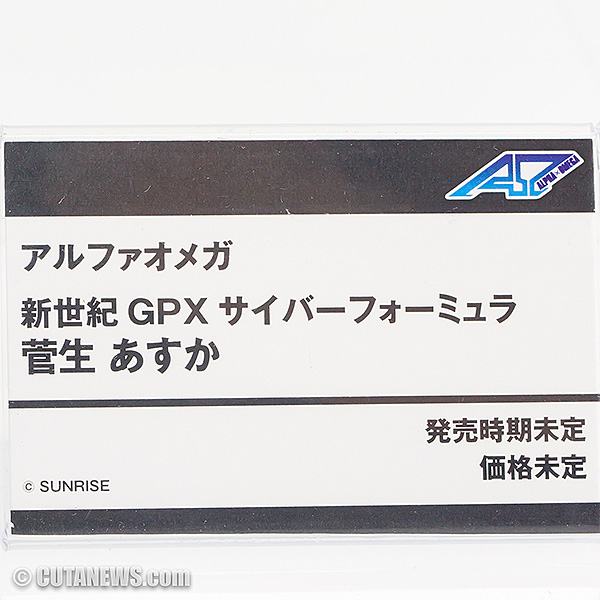 ALPHA×OMEGA
アルファオメガ
新世紀 GPX サイバーフォーミュラ
菅生 あすか
発売時期未定
価格未定
© SUNRISE
© CUTANEWS.com